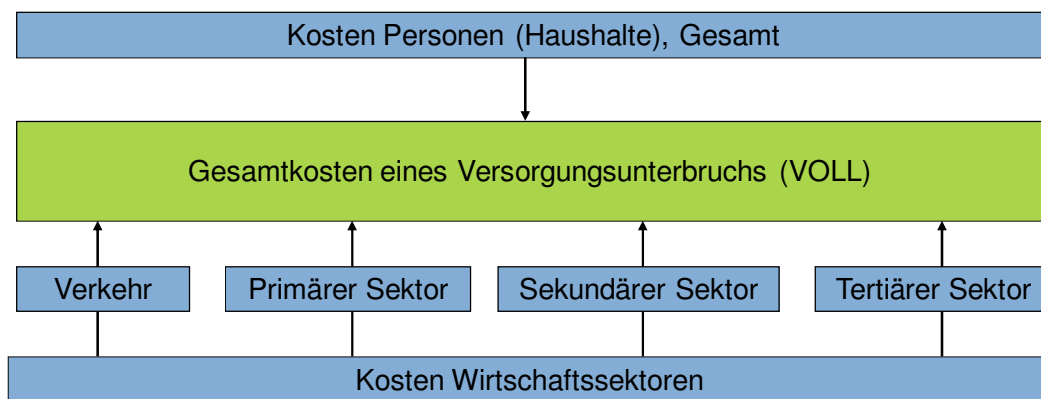 Kosten Personen (Haushalte), Gesamt
Gesamtkosten eines Versorgungsunterbruchs (VOLL)
Verkehr
Primärer Sektor
Sekundärer Sektor
Tertiärer Sektor
Kosten Wirtschaftssektoren